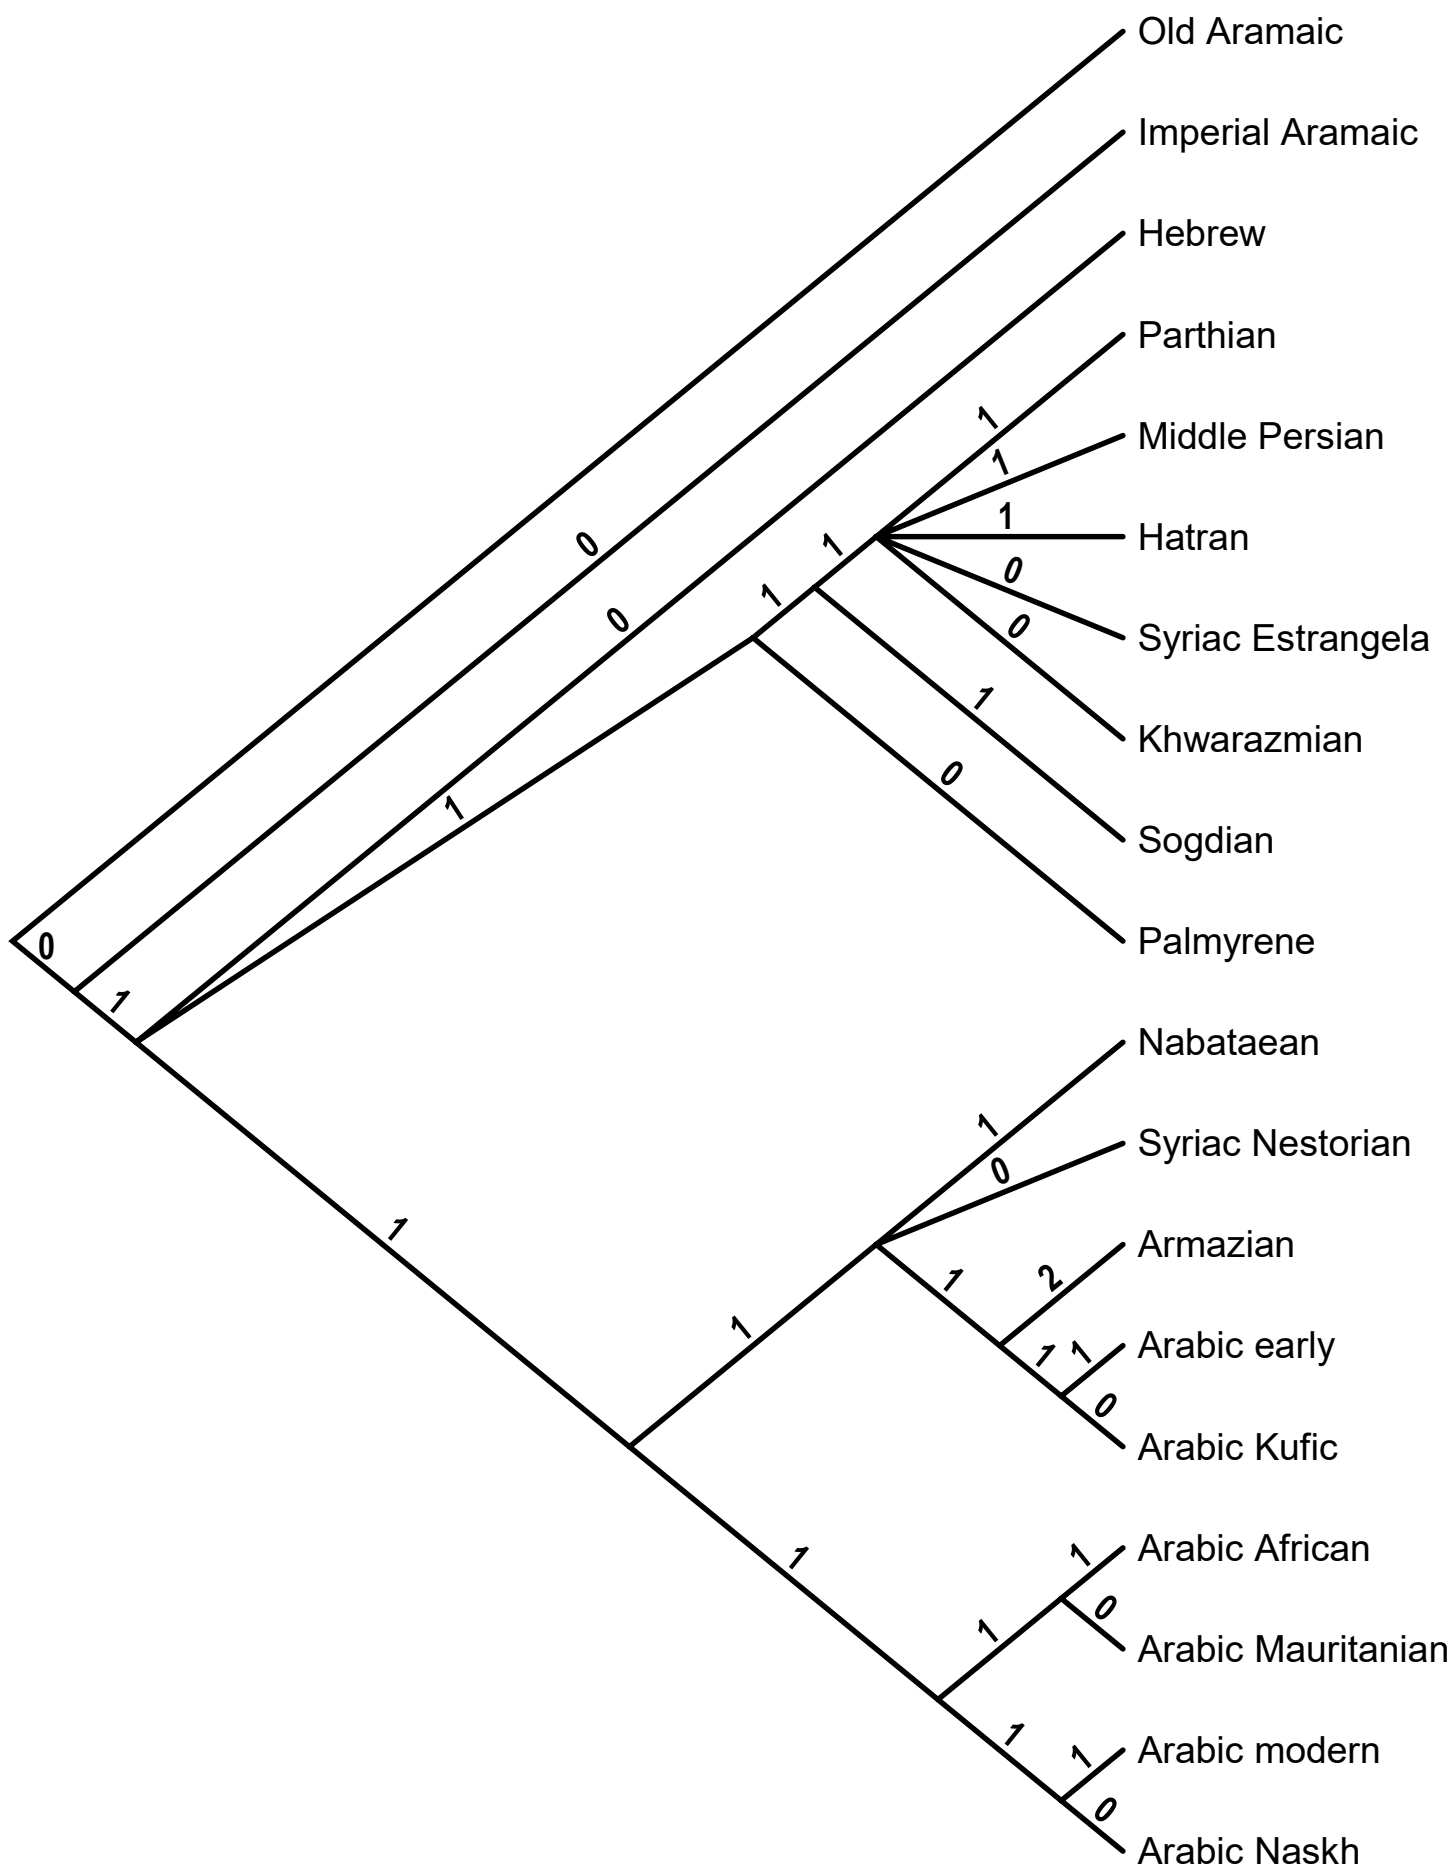 Old Aramaic
Imperial Aramaic
Hebrew
Parthian
1
Middle Persian
1
1
Hatran
0
1
0
Syriac Estrangela
1
0
0
Khwarazmian
1
0
1
Sogdian
Palmyrene
0
1
Nabataean
1
Syriac Nestorian
0
1
Armazian
1
2
1
Arabic early
1
1
0
Arabic Kufic
Arabic African
1
1
0
1
Arabic Mauritanian
1
Arabic modern
1
0
Arabic Naskh